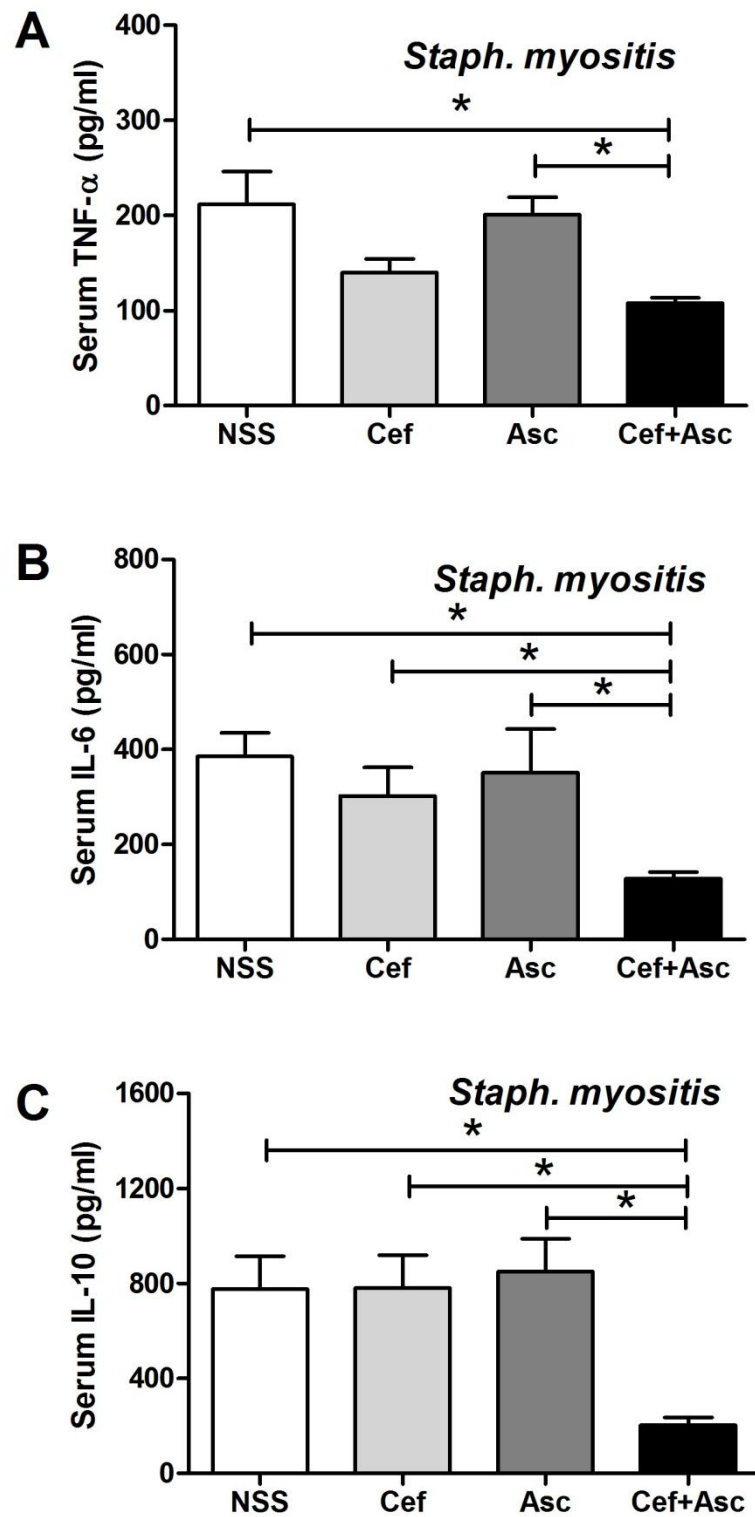 A
Staph. myositis
Serum TNF-α (pg/ml)
400
300
200
100
0
*
*
NSS Cef Asc Cef+Asc
B
Staph. myositis
Serum IL-6 (pg/ml)
800
600
400
200
0
*
*
*
NSS Cef Asc Cef+Asc
C
Staph. myositis
Serum IL-10 (pg/ml)
1600
1200
800
400
0
*
*
*
NSS Cef Asc Cef+Asc